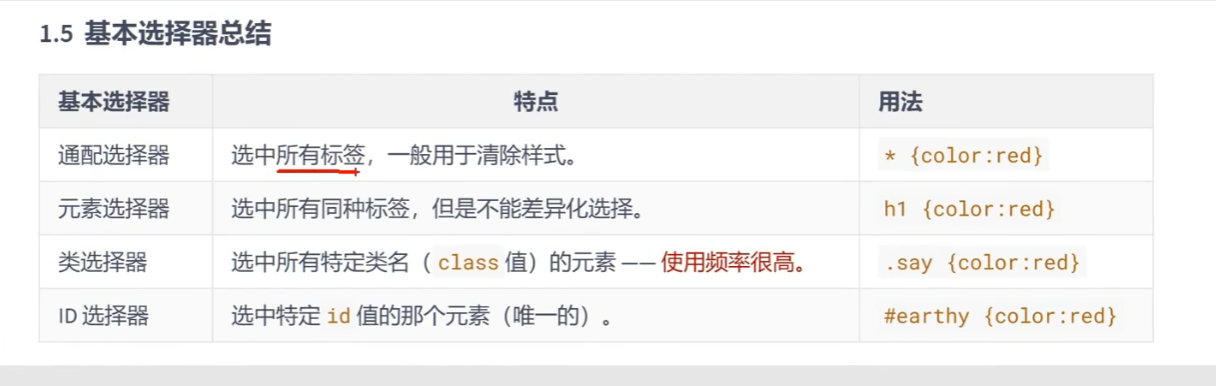 1.5 基本选择器总结
基本选择器 特点 用法
通配选择器 选中所有标签，一般用于清除样式。 * {color:red}
元素选择器 选中所有同种标签，但是不能差异化选择。 h1 {color:red}
类选择器 选中所有特定类名（class值）的元素 —— 使用频率很高。 .say {color:red}
ID 选择器 选中特定 id 值的那个元素（唯一的）。 #earthy {color:red}